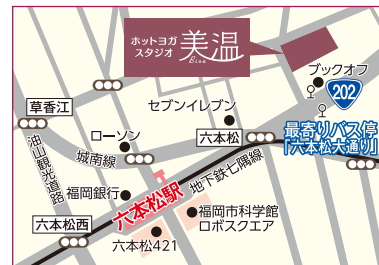 ホットヨガ
スタジオ
美温
Bion
ブックオフ
202
草香江
セブンイレブン
最寄りバス停
「六本松大通り」
六本松
ローソン
城南線
油山観光道路
地下鉄七隈線
六本松駅
福岡銀行
福岡市科学館
ロボスクエア
六本松西
六本松421